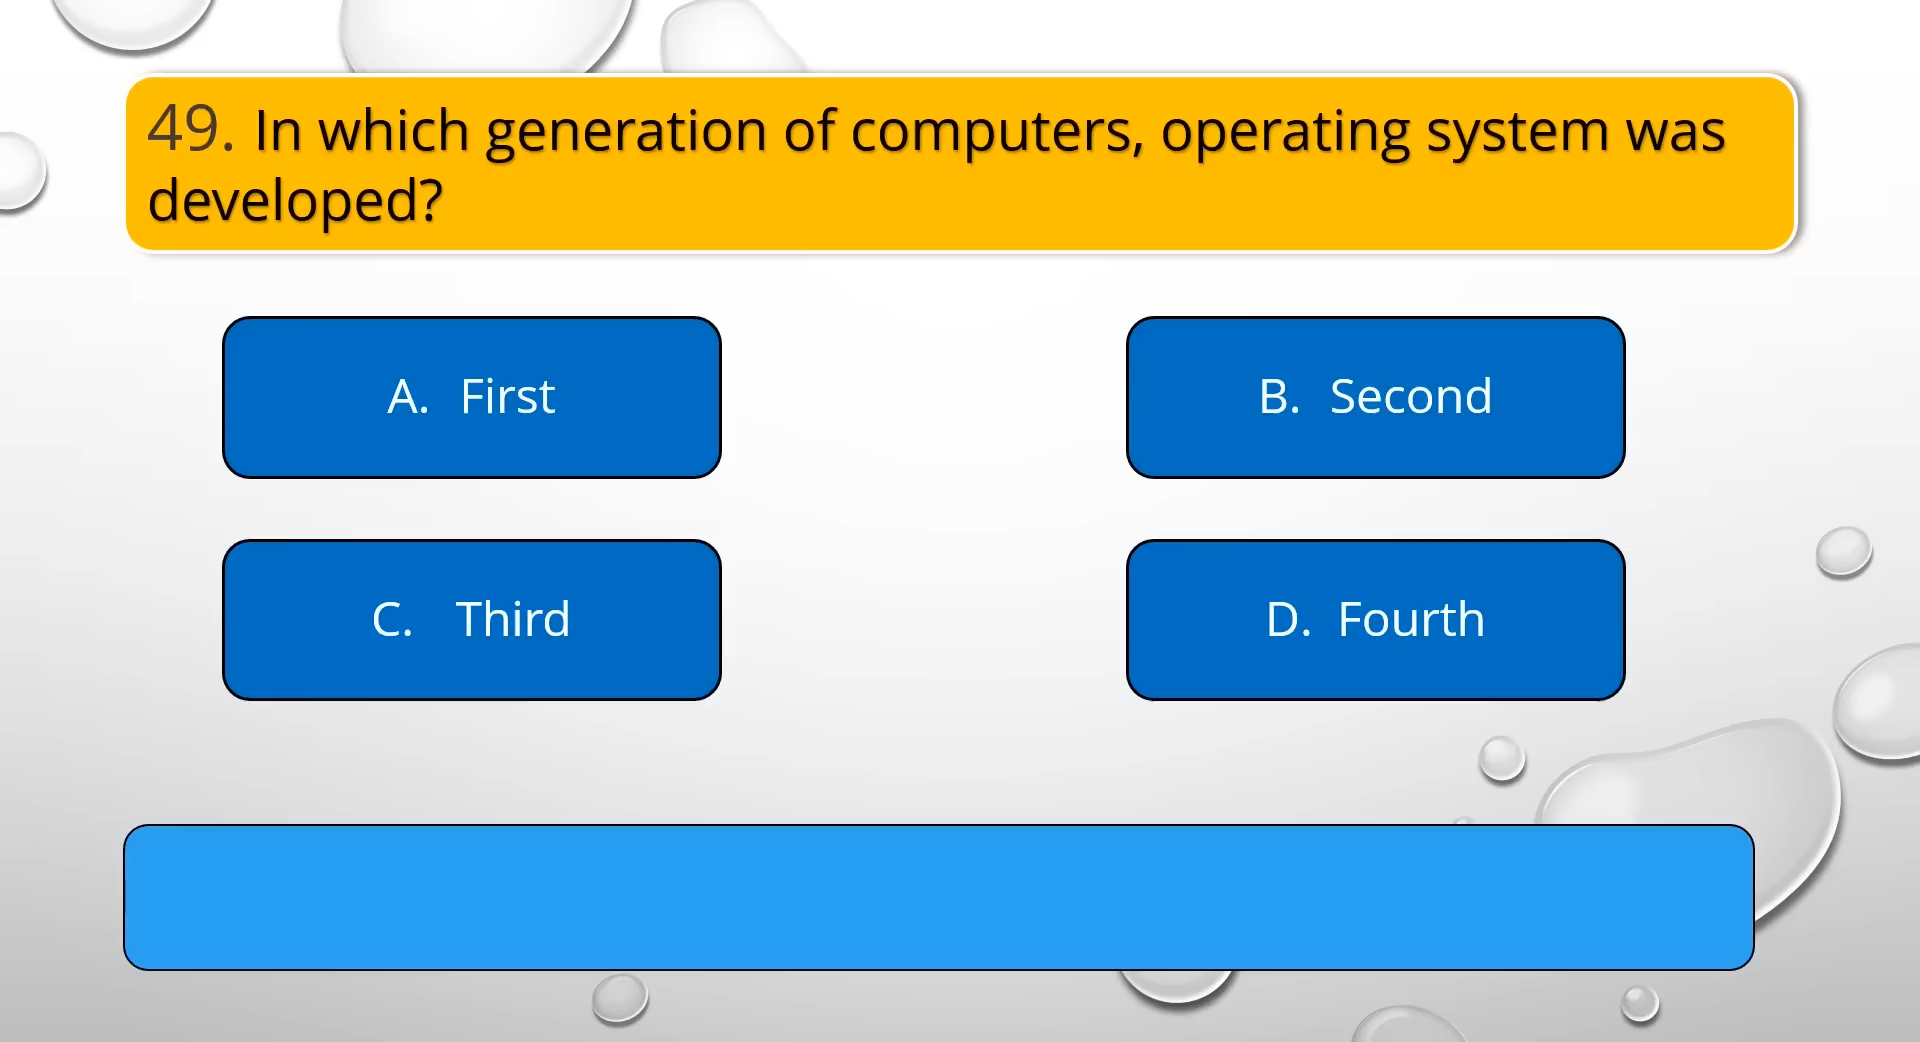 49. In which generation of computers, operating system was
developed?
A. First
B. Second
C. Third
D. Fourth